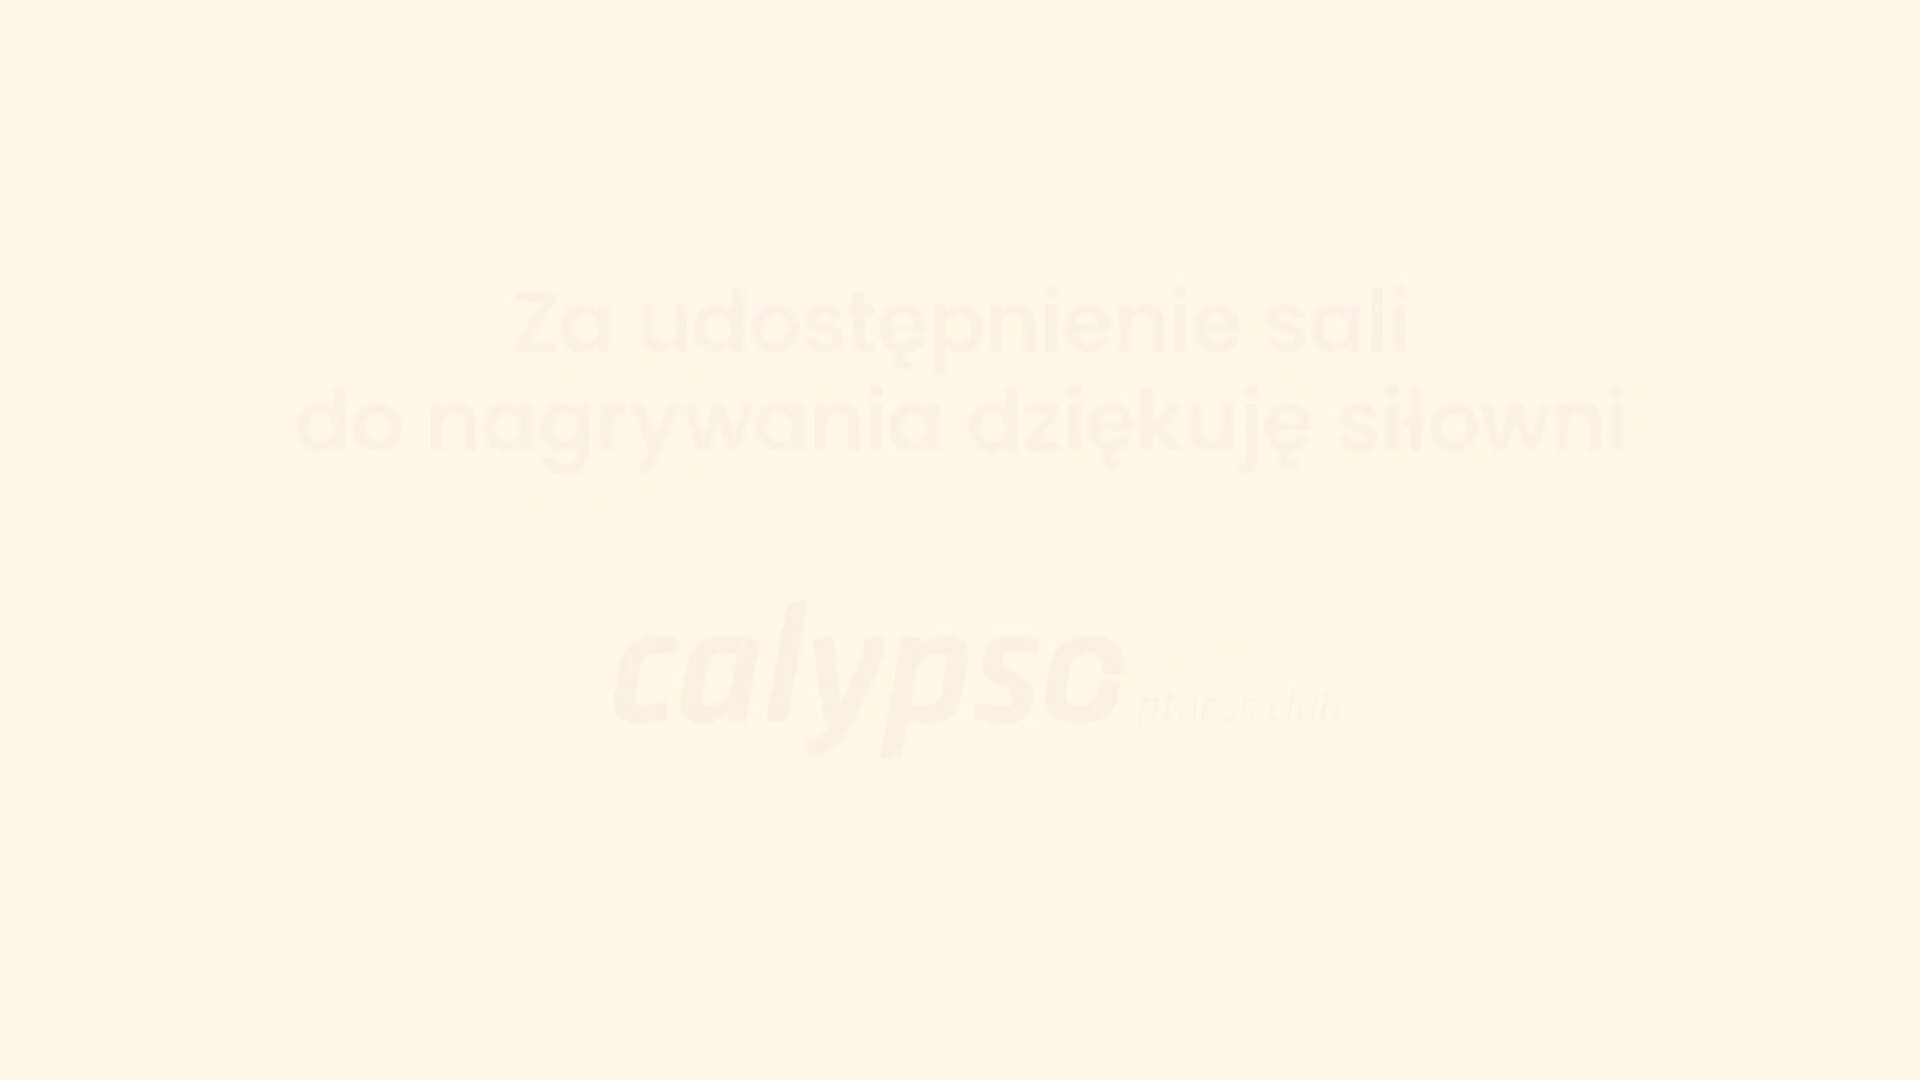 Za udostępnienie sali
do nagrywania dziękuję siłowni
calypso
fitness club